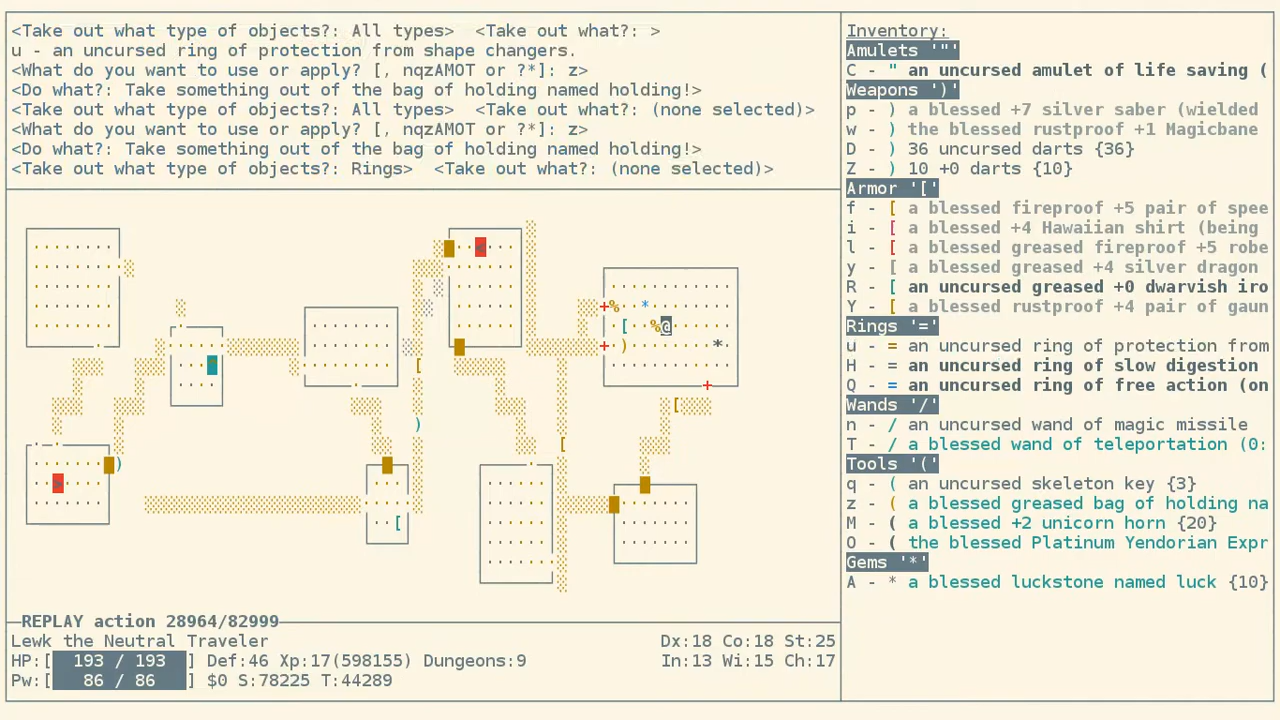 <Take out what type of objects?: All types>  <Take out what?: >
u - an uncursed ring of protection from shape changers.
<What do you want to use or apply? [, nqzAMOT or ?*]: z>
<Do what?: Take something out of the bag of holding named holding!>
<Take out what type of objects?: All types>  <Take out what?: (none selected)>
<What do you want to use or apply? [, nqzAMOT or ?*]: z>
<Do what?: Take something out of the bag of holding named holding!>
<Take out what type of objects?: Rings>  <Take out what?: (none selected)>
REPLAY action 28964/82999
Lewk the Neutral Traveler Dx:18 Co:18 St:25
HP:[ 193 / 193 ] Def:46 Xp:17(598155) Dungeons:9 In:13 Wi:15 Ch:17
Pw:[ 86 / 86 ] $0 S:78225 T:44289
Inventory:
Amulets '"'
C - " an uncursed amulet of life saving (
Weapons ')'
p - ) a blessed +7 silver saber (wielded
w - ) the blessed rustproof +1 Magicbane
D - ) 36 uncursed darts {36}
Z - ) 10 +0 darts {10}
Armor '['
f - [ a blessed fireproof +5 pair of spee
i - [ a blessed +4 Hawaiian shirt (being
l - [ a blessed greased fireproof +5 robe
y - [ a blessed greased +4 silver dragon
R - [ an uncursed greased +0 dwarvish iro
Y - [ a blessed rustproof +4 pair of gaun
Rings '='
u - = an uncursed ring of protection from
H - = an uncursed ring of slow digestion
Q - = an uncursed ring of free action (on
Wands '/'
n - / an uncursed wand of magic missile
T - / a blessed wand of teleportation (0:
Tools '('
q - ( an uncursed skeleton key {3}
z - ( a blessed greased bag of holding na
M - ( a blessed +2 unicorn horn {20}
O - ( the blessed Platinum Yendorian Expr
Gems '*'
A - * a blessed luckstone named luck {10}